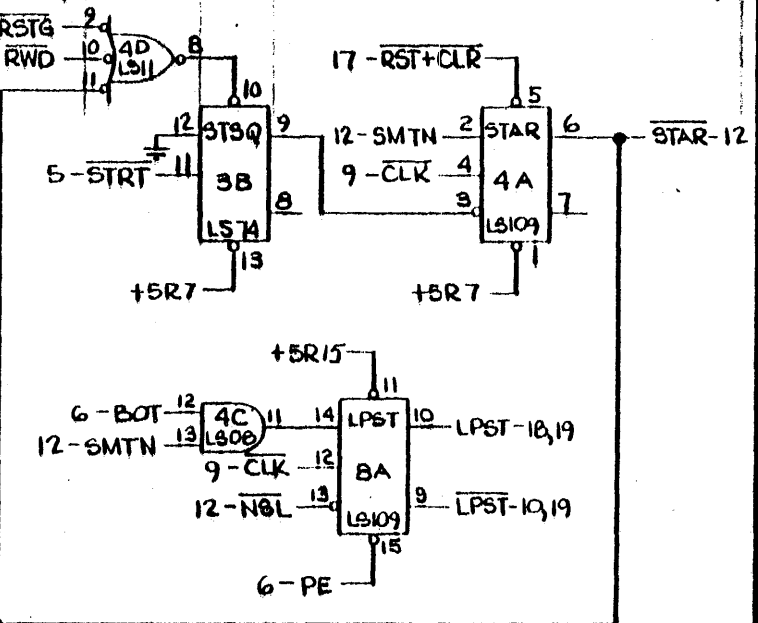 RSTG 9
RWD 10 4D 8
LS11
11
17-RST+CLR 5
10
12 STSQ 9
5-STRT 11
3B
8
LS74
13
+5R7
12-SMTN 2 STAR 6 STAR-12
9-CLK 4
4A
3 7
LS109
1
+5R7
+5R15 11
6-BOT 12 4C 11 14 LPST 10 LPST-18,19
12-SMTN 13 LS08
9-CLK 12 8A
12-NBL 13 9 LPST-10,19
LS109
15
6-PE